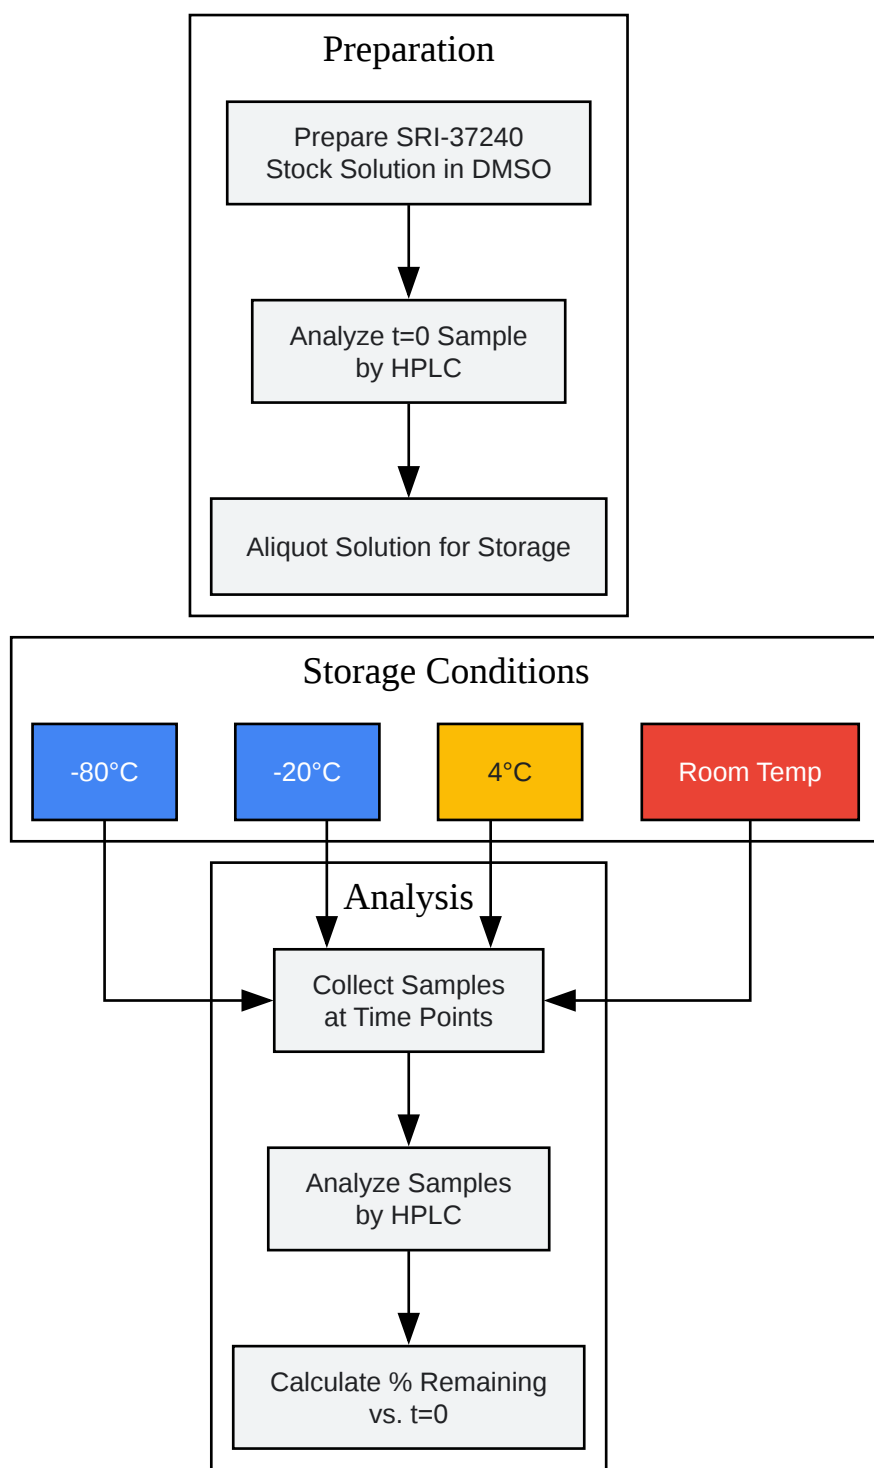 Preparation
Prepare SRI-37240
Stock Solution in DMSO
Analyze t=0 Sample
by HPLC
Aliquot Solution for Storage
Storage Conditions
-80°C
-20°C
4°C
Room Temp
Analysis
Collect Samples
at Time Points
Analyze Samples
by HPLC
Calculate % Remaining
vs. t=0